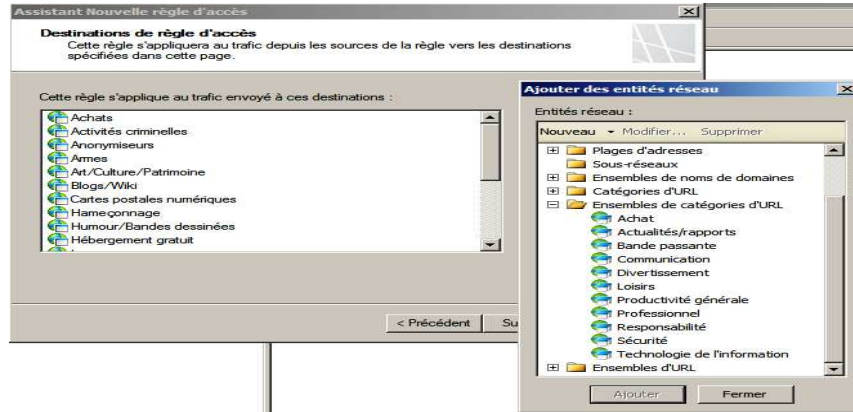 Assistant Nouvelle règle d'accès
Destinations de règle d'accès
Cette règle s'appliquera au trafic depuis les sources de la règle vers les destinations
spécifiées dans cette page.
Cette règle s'applique au trafic envoyé à ces destinations :
Achats
Activités criminelles
Anonymiseurs
Armes
Art/Culture/Patrimoine
Blogs/Wiki
Cartes postales numériques
Hameçonnage
Humour/Bandes dessinées
Hébergement gratuit
< Précédent
Su
Ajouter des entités réseau
Entités réseau :
Nouveau Modifier... Supprimer
Plages d'adresses
Sous-réseaux
Ensembles de noms de domaines
Catégories d'URL
Ensembles de catégories d'URL
Achat
Actualités/rapports
Bande passante
Communication
Divertissement
Loisirs
Productivité générale
Professionnel
Responsabilité
Sécurité
Technologie de l'information
Ensembles d'URL
Ajouter
Fermer